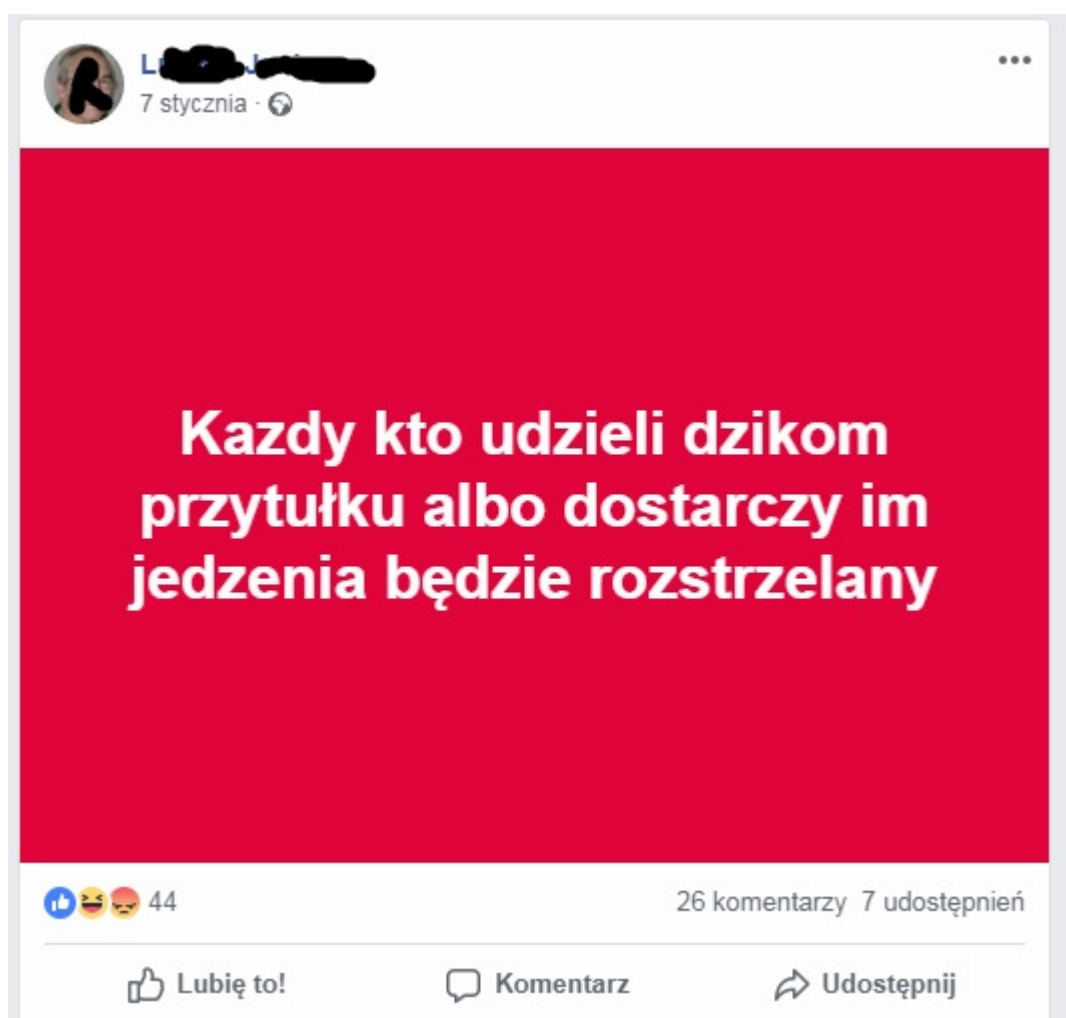 7 stycznia ·
Kazdy kto udzieli dzikom
przytułku albo dostarczy im
jedzenia będzie rozstrzelany
44
26 komentarzy 7 udostępnień
Lubię to! Komentarz Udostępnij